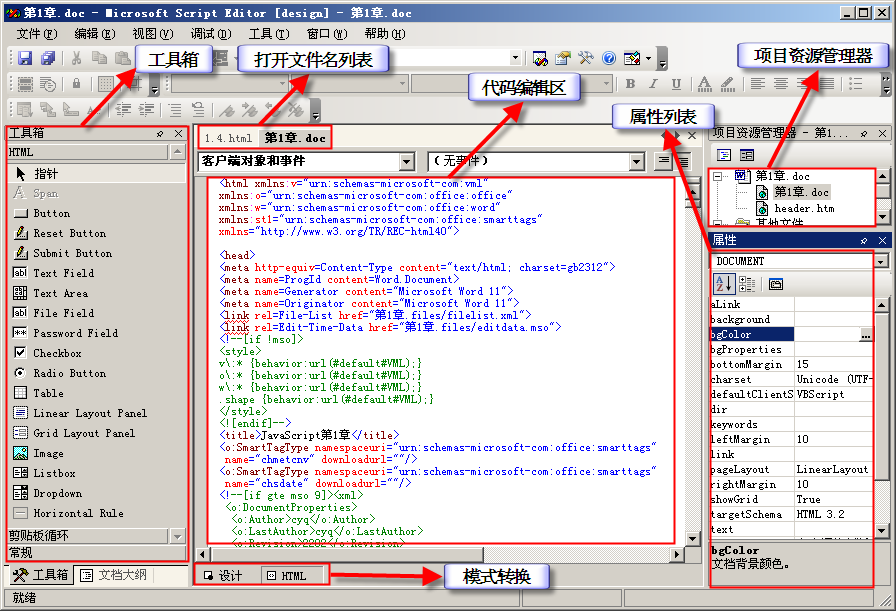 第1章.doc - Microsoft Script Editor [design] - 第1章.doc
文件(F) 编辑(E) 视图(V) 调试(D) 工具(T) 窗口(W) 帮助(H)
工具箱
打开文件名列表
代码编辑区
属性列表
项目资源管理器
B I U
工具箱
HTML
指针
Span
Button
Reset Button
Submit Button
Text Field
Text Area
File Field
Password Field
Checkbox
Radio Button
Table
Linear Layout Panel
Grid Layout Panel
Image
Listbox
Dropdown
Horizontal Rule
剪贴板循环
常规
工具箱 文档大纲
就绪
1.4.html 第1章.doc
客户端对象和事件 (无事件)
<html xmlns:v="urn:schemas-microsoft-com:vml"
xmlns:o="urn:schemas-microsoft-com:office:office"
xmlns:w="urn:schemas-microsoft-com:office:word"
xmlns:st1="urn:schemas-microsoft-com:office:smarttags"
xmlns="http://www.w3.org/TR/REC-html40">
<head>
<meta http-equiv=Content-Type content="text/html; charset=gb2312">
<meta name=ProgId content=Word.Document>
<meta name=Generator content="Microsoft Word 11">
<meta name=Originator content="Microsoft Word 11">
<link rel=File-List href="第1章.files/filelist.xml">
<link rel=Edit-Time-Data href="第1章.files/editdata.mso">
<!--[if !mso]>
<style>
v\:* {behavior:url(#default#VML);}
o\:* {behavior:url(#default#VML);}
w\:* {behavior:url(#default#VML);}
.shape {behavior:url(#default#VML);}
</style>
<![endif]-->
<title>JavaScript第1章</title>
<o:SmartTagType namespaceuri="urn:schemas-microsoft-com:office:smarttags"
name="chmetcnv" downloadurl=""/>
<o:SmartTagType namespaceuri="urn:schemas-microsoft-com:office:smarttags"
name="chsdate" downloadurl=""/>
<!--[if gte mso 9]><xml>
<o:DocumentProperties>
<o:Author>cyq</o:Author>
<o:LastAuthor>cyq</o:LastAuthor>
<o:Revision>2202</o:Revision>
设计 HTML
模式转换
项目资源管理器 - 第1...
第1章.doc
第1章.doc
header.htm
其他文件
属性
DOCUMENT
aLink
background
bgColor
bgProperties
bottomMargin 15
charset Unicode (UTF-
defaultClientS VBScript
dir
keywords
leftMargin 10
link
pageLayout LinearLayout
rightMargin 10
showGrid True
targetSchema HTML 3.2
text
bgColor
文档背景颜色。